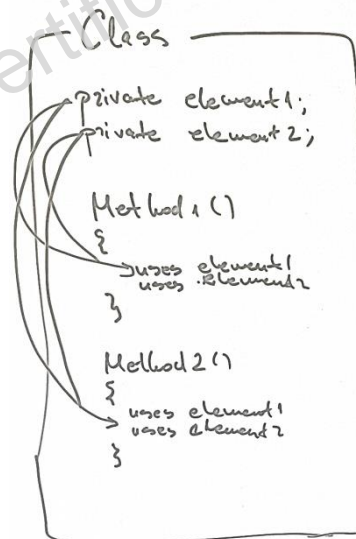 Class
private element1;
private element2;
Method1()
{
uses element1
uses element2
}
Method2()
{
uses element1
uses element2
}